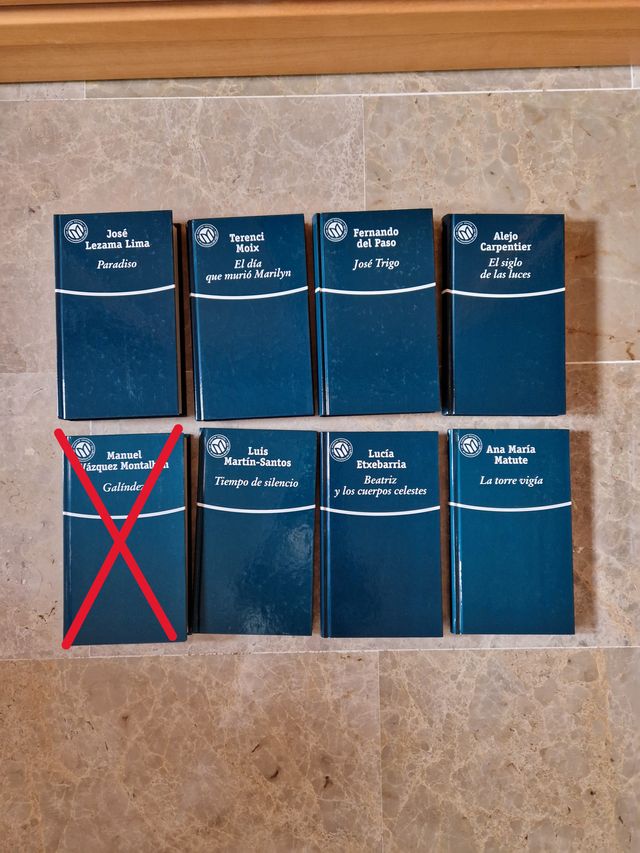 José
Lezama Lima
Paradiso
Terenci
Moix
El día
que murió Marilyn
Fernando
del Paso
José Trigo
Alejo
Carpentier
El siglo
de las luces
Manuel
Vázquez Montalbán
Galíndez
Luis
Martín-Santos
Tiempo de silencio
Lucía
Etxebarria
Beatriz
y los cuerpos celestes
Ana María
Matute
La torre vigía